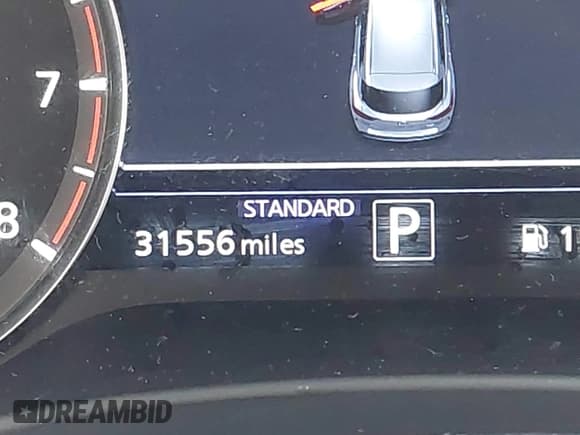 7
8
STANDARD
31556 miles
P
1
DREAMBID